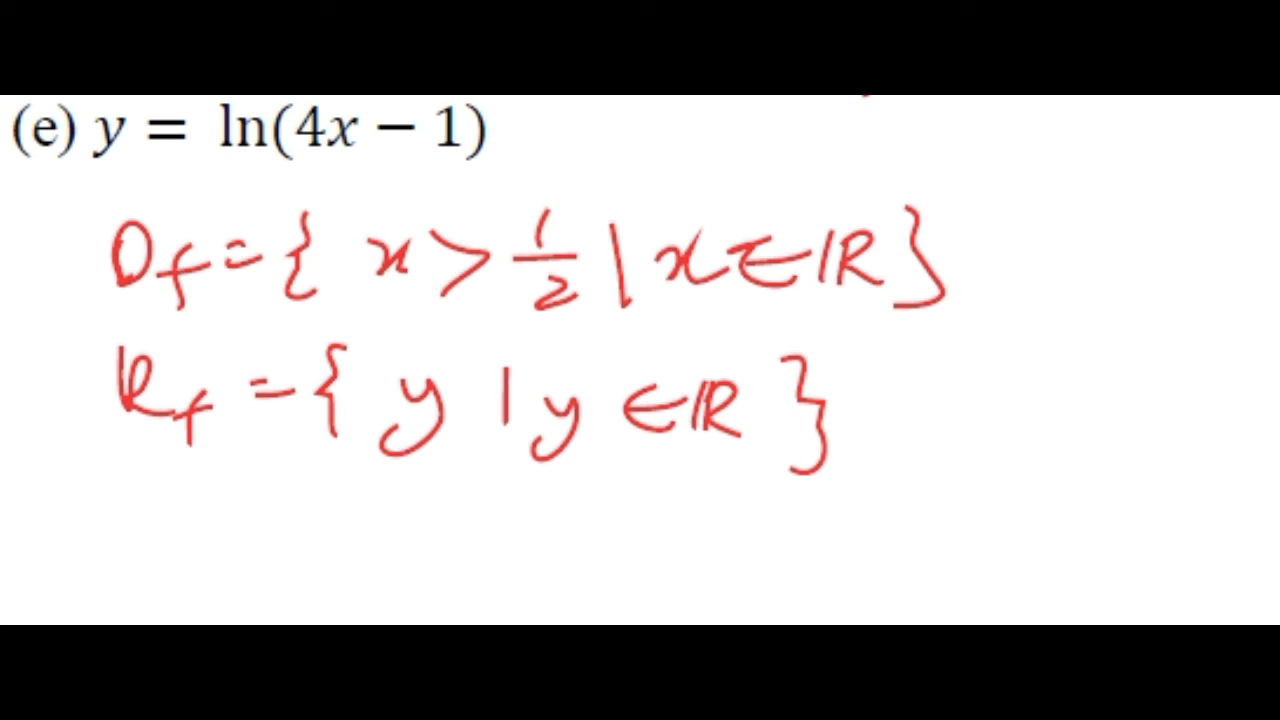 (e) y = ln(4x − 1)
Df = { x > 1/2 | x ∈ ℝ }
Rf = { y | y ∈ ℝ }